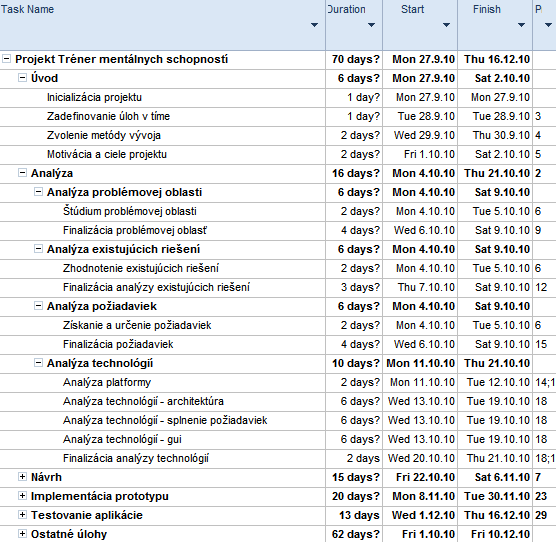 Task Name Duration Start Finish P
Projekt Tréner mentálnych schopností 70 days? Mon 27.9.10 Thu 16.12.10
Úvod 6 days? Mon 27.9.10 Sat 2.10.10
Inicializácia projektu 1 day? Mon 27.9.10 Mon 27.9.10
Zadefinovanie úloh v tíme 1 day? Tue 28.9.10 Tue 28.9.10 3
Zvolenie metódy vývoja 2 days? Wed 29.9.10 Thu 30.9.10 4
Motivácia a ciele projektu 2 days? Fri 1.10.10 Sat 2.10.10 5
Analýza 16 days? Mon 4.10.10 Thu 21.10.10 2
Analýza problémovej oblasti 6 days? Mon 4.10.10 Sat 9.10.10
Štúdium problémovej oblasti 2 days? Mon 4.10.10 Tue 5.10.10 6
Finalizácia problémovej oblasť 4 days? Wed 6.10.10 Sat 9.10.10 9
Analýza existujúcich riešení 6 days? Mon 4.10.10 Sat 9.10.10
Zhodnotenie existujúcich riešení 2 days? Mon 4.10.10 Tue 5.10.10 6
Finalizácia analýzy existujúcich riešení 3 days? Thu 7.10.10 Sat 9.10.10 12
Analýza požiadaviek 6 days? Mon 4.10.10 Sat 9.10.10
Získanie a určenie požiadaviek 2 days? Mon 4.10.10 Tue 5.10.10 6
Finalizácia požiadaviek 4 days? Wed 6.10.10 Sat 9.10.10 15
Analýza technológií 10 days? Mon 11.10.10 Thu 21.10.10
Analýza platformy 2 days? Mon 11.10.10 Tue 12.10.10 14;1
Analýza technológií - architektúra 6 days? Wed 13.10.10 Tue 19.10.10 18
Analýza technológií - splnenie požiadaviek 6 days? Wed 13.10.10 Tue 19.10.10 18
Analýza technológií - gui 6 days? Wed 13.10.10 Tue 19.10.10 18
Finalizácia analýzy technológií 2 days Wed 20.10.10 Thu 21.10.10 18;1
Návrh 15 days? Fri 22.10.10 Sat 6.11.10 7
Implementácia prototypu 20 days? Mon 8.11.10 Tue 30.11.10 23
Testovanie aplikácie 13 days Wed 1.12.10 Thu 16.12.10 29
Ostatné úlohy 62 days? Fri 1.10.10 Fri 10.12.10